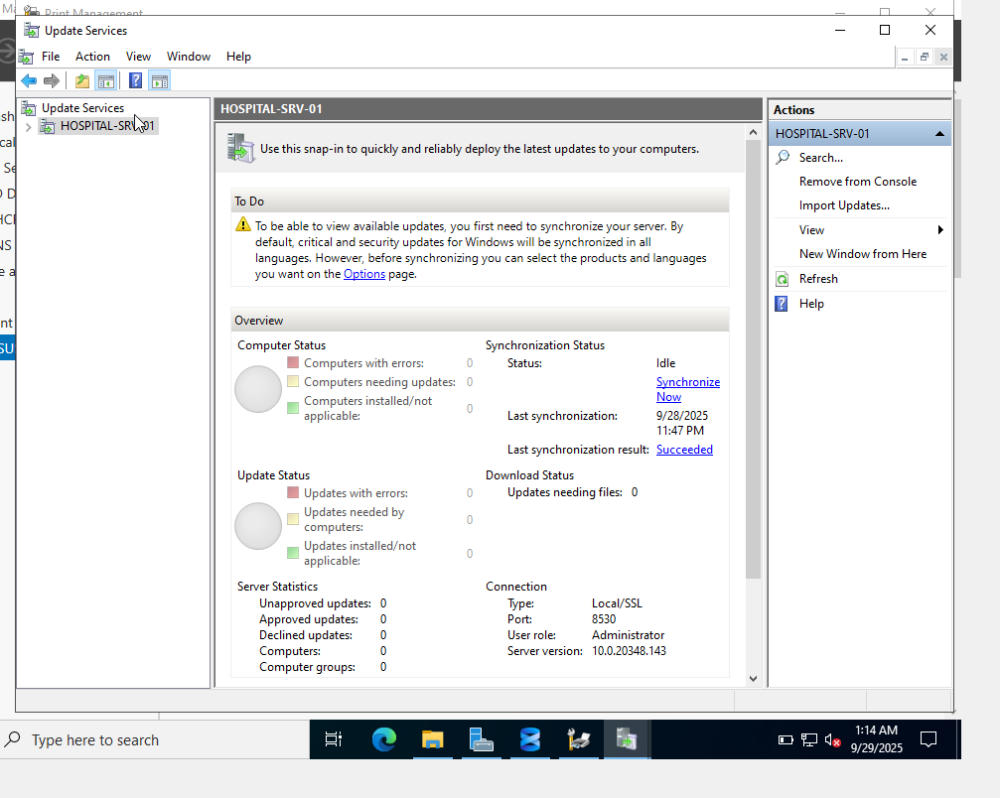 Print Management
Update Services
File Action View Window Help
Update Services
HOSPITAL-SRV-01
HOSPITAL-SRV-01
Use this snap-in to quickly and reliably deploy the latest updates to your computers.
To Do
To be able to view available updates, you first need to synchronize your server. By
default, critical and security updates for Windows will be synchronized in all
languages. However, before synchronizing you can select the products and languages
you want on the Options page.
Overview
Computer Status
Computers with errors: 0
Computers needing updates: 0
Computers installed/not
applicable: 0
Synchronization Status
Status: Idle
Synchronize
Now
Last synchronization: 9/28/2025
11:47 PM
Last synchronization result: Succeeded
Update Status
Updates with errors: 0
Updates needed by
computers: 0
Updates installed/not
applicable: 0
Download Status
Updates needing files: 0
Server Statistics
Unapproved updates: 0
Approved updates: 0
Declined updates: 0
Computers: 0
Computer groups: 0
Connection
Type: Local/SSL
Port: 8530
User role: Administrator
Server version: 10.0.20348.143
Actions
HOSPITAL-SRV-01
Search...
Remove from Console
Import Updates...
View
New Window from Here
Refresh
Help
Type here to search
1:14 AM
9/29/2025